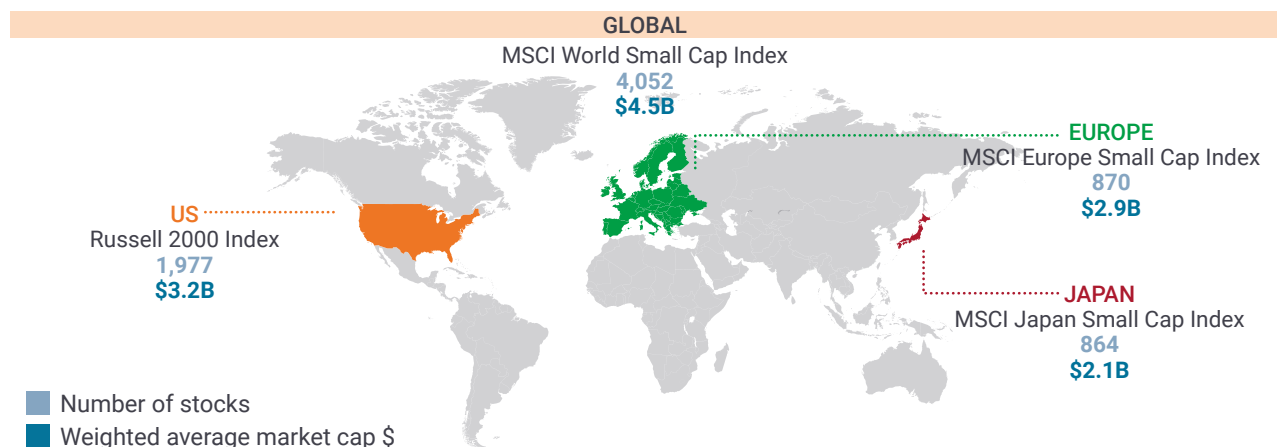 GLOBAL
MSCI World Small Cap Index
4,052
$4.5B
EUROPE
MSCI Europe Small Cap Index
870
$2.9B
US
Russell 2000 Index
1,977
$3.2B
JAPAN
MSCI Japan Small Cap Index
864
$2.1B
Number of stocks
Weighted average market cap $